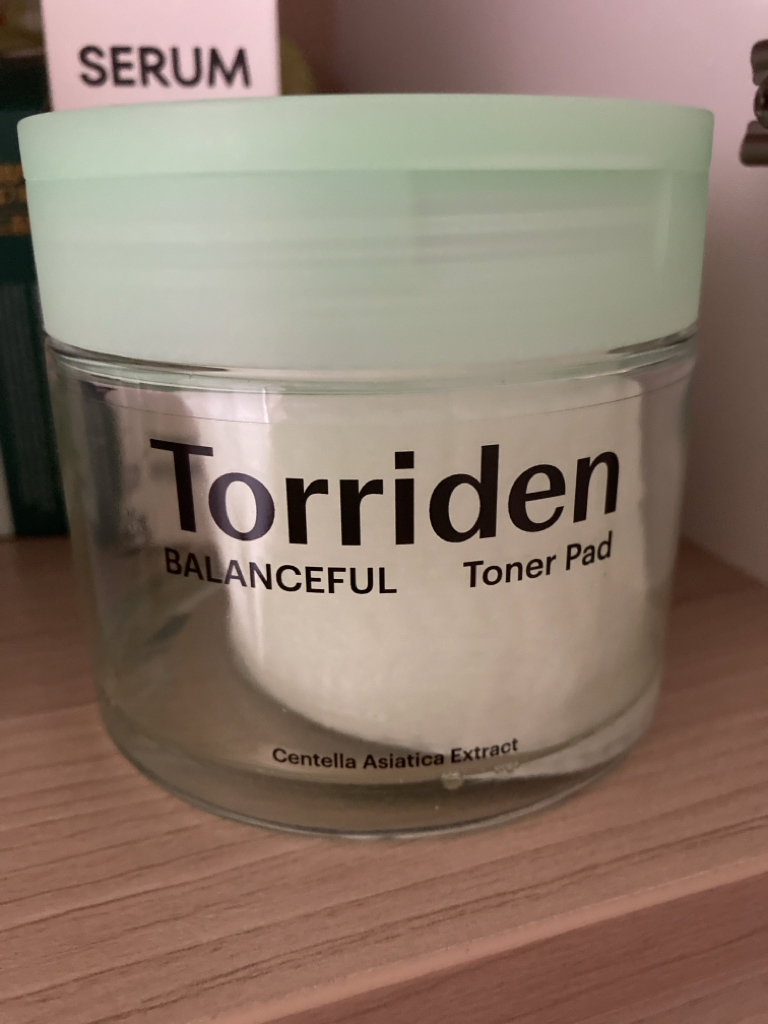 SERUM
Torriden
BALANCEFUL Toner Pad
Centella Asiatica Extract